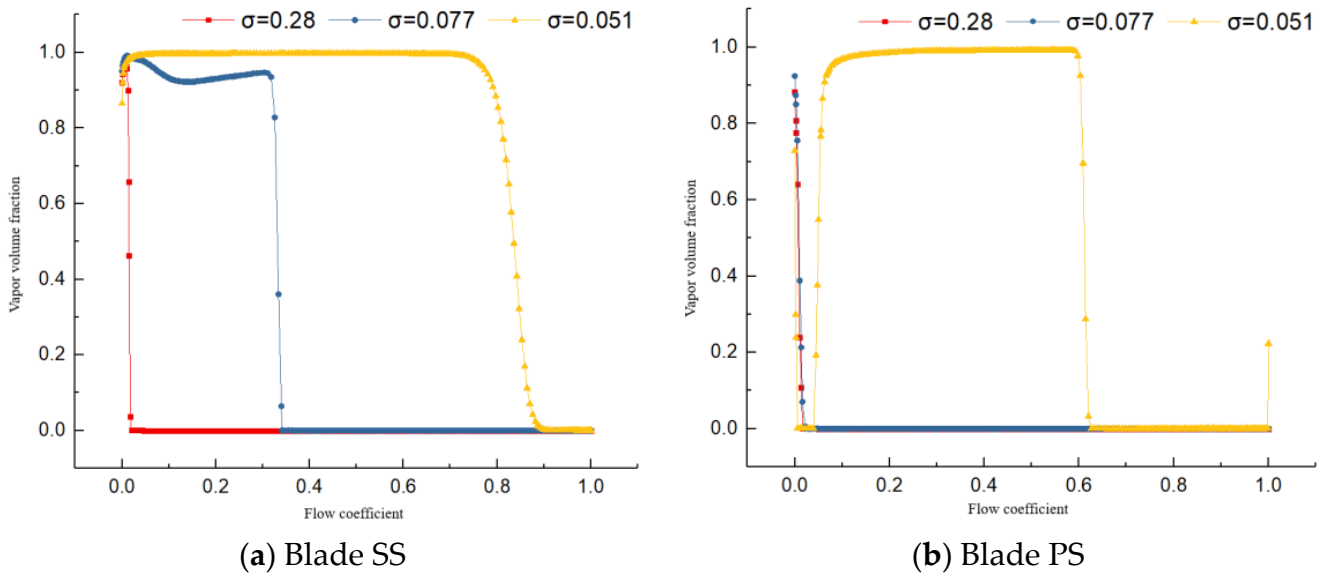 σ=0.28 σ=0.077 σ=0.051
1.0
0.8
0.6
0.4
0.2
0.0
Vapor volume fraction
0.0 0.2 0.4 0.6 0.8 1.0
Flow coefficient
(a) Blade SS
σ=0.28 σ=0.077 σ=0.051
1.0
0.8
0.6
0.4
0.2
0.0
Vapor volume fraction
0.0 0.2 0.4 0.6 0.8 1.0
Flow coefficient
(b) Blade PS